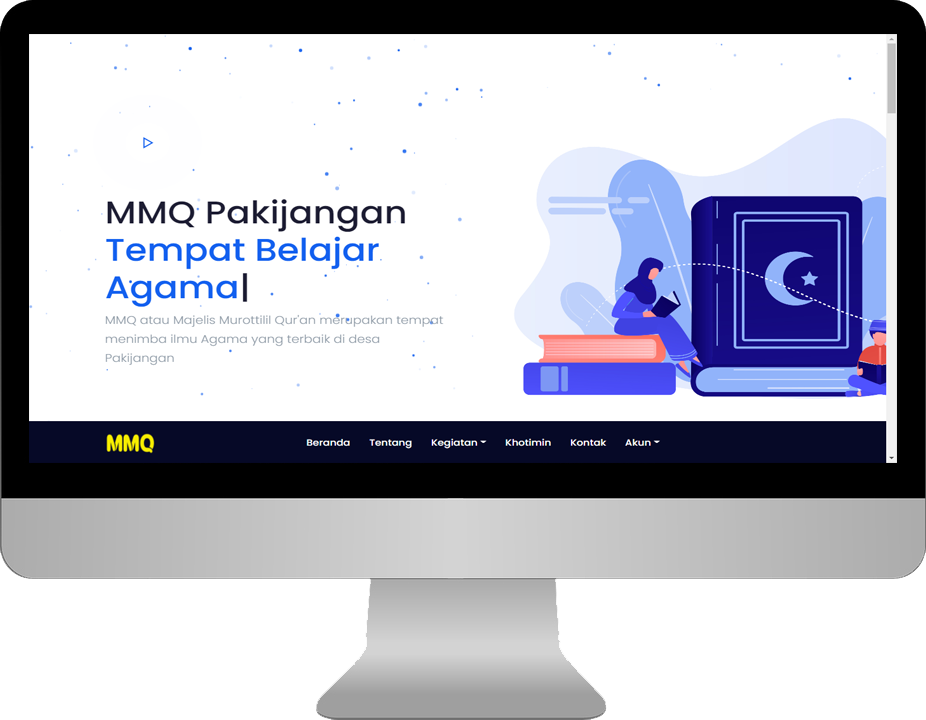 MMQ Pakijangan
Tempat Belajar
Agama|
MMQ atau Majelis Murottilil Qur'an merupakan tempat
menimba ilmu Agama yang terbaik di desa
Pakijangan
MMQ
Beranda Tentang Kegiatan Khotimin Kontak Akun